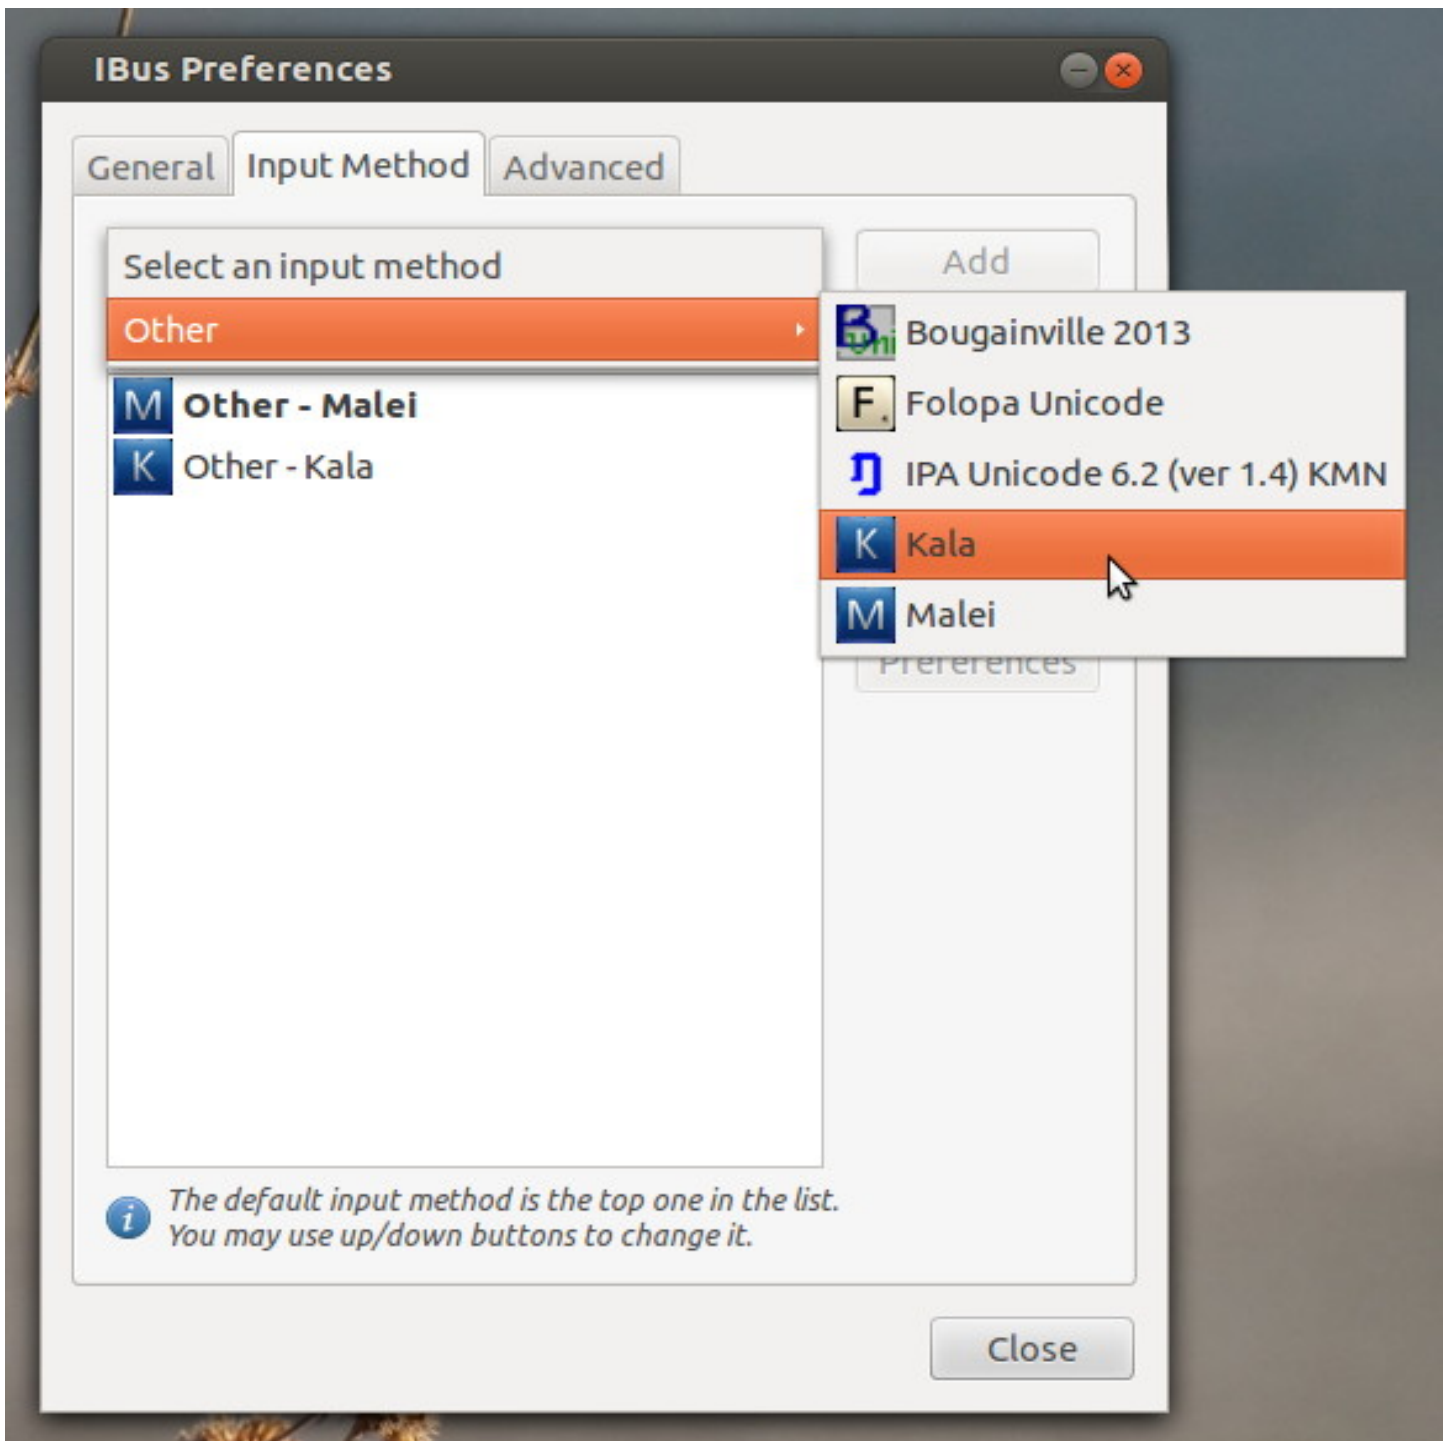 IBus Preferences
General Input Method Advanced
Select an input method
Add
Other
Bougainville 2013
Folopa Unicode
IPA Unicode 6.2 (ver 1.4) KMN
Kala
Malei
M Other - Malei
K Other - Kala
Preferences
The default input method is the top one in the list.
You may use up/down buttons to change it.
Close